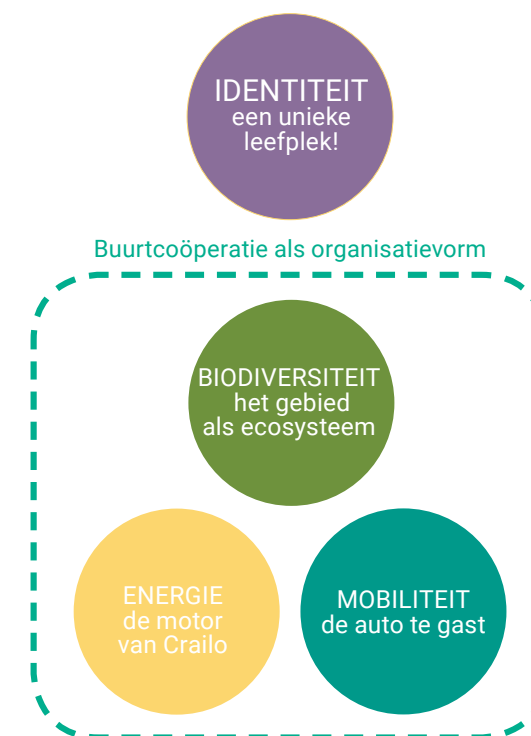 IDENTITEIT
een unieke
leefplek!
Buurtcoöperatie als organisatievorm
BIODIVERSITEIT
het gebied
als ecosysteem
ENERGIE
de motor
van Crailo
MOBILITEIT
de auto te gast